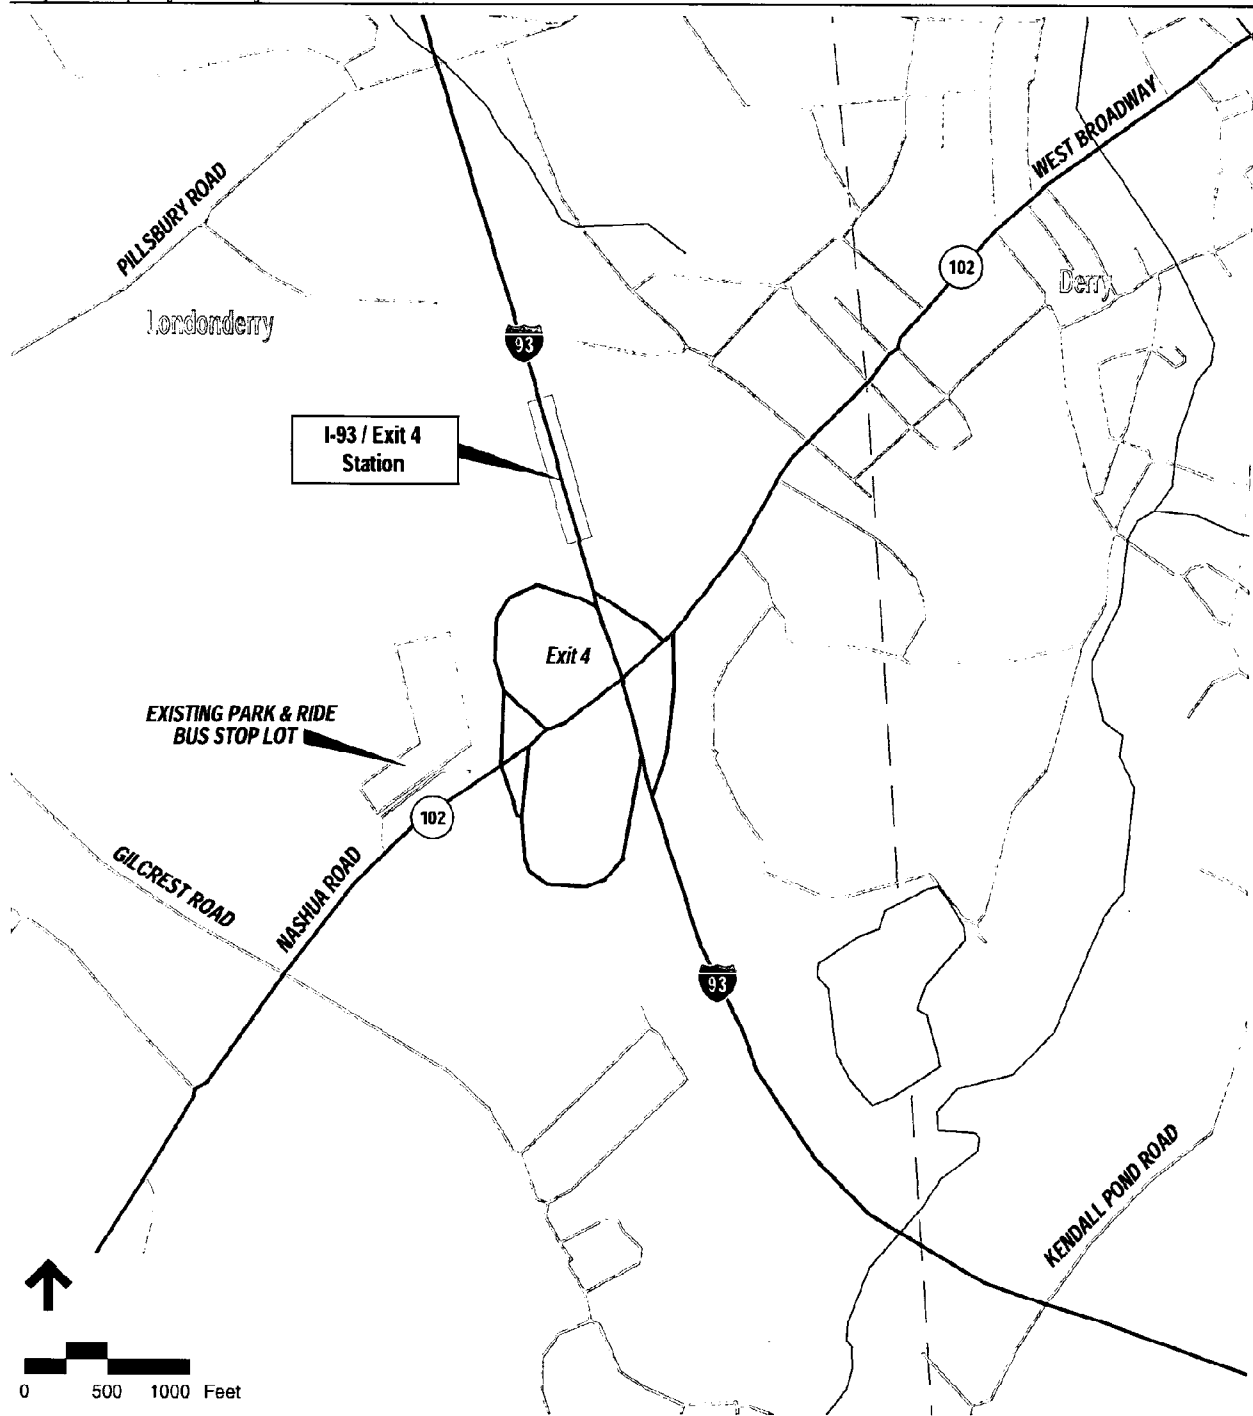 WEST BROADWAY
PILLSBURY ROAD
102
Derry
Londonderry
93
I-93 / Exit 4
Station
Exit 4
EXISTING PARK & RIDE
BUS STOP LOT
102
GILCREST ROAD
NASHUA ROAD
93
KENDALL POND ROAD
0 500 1000 Feet